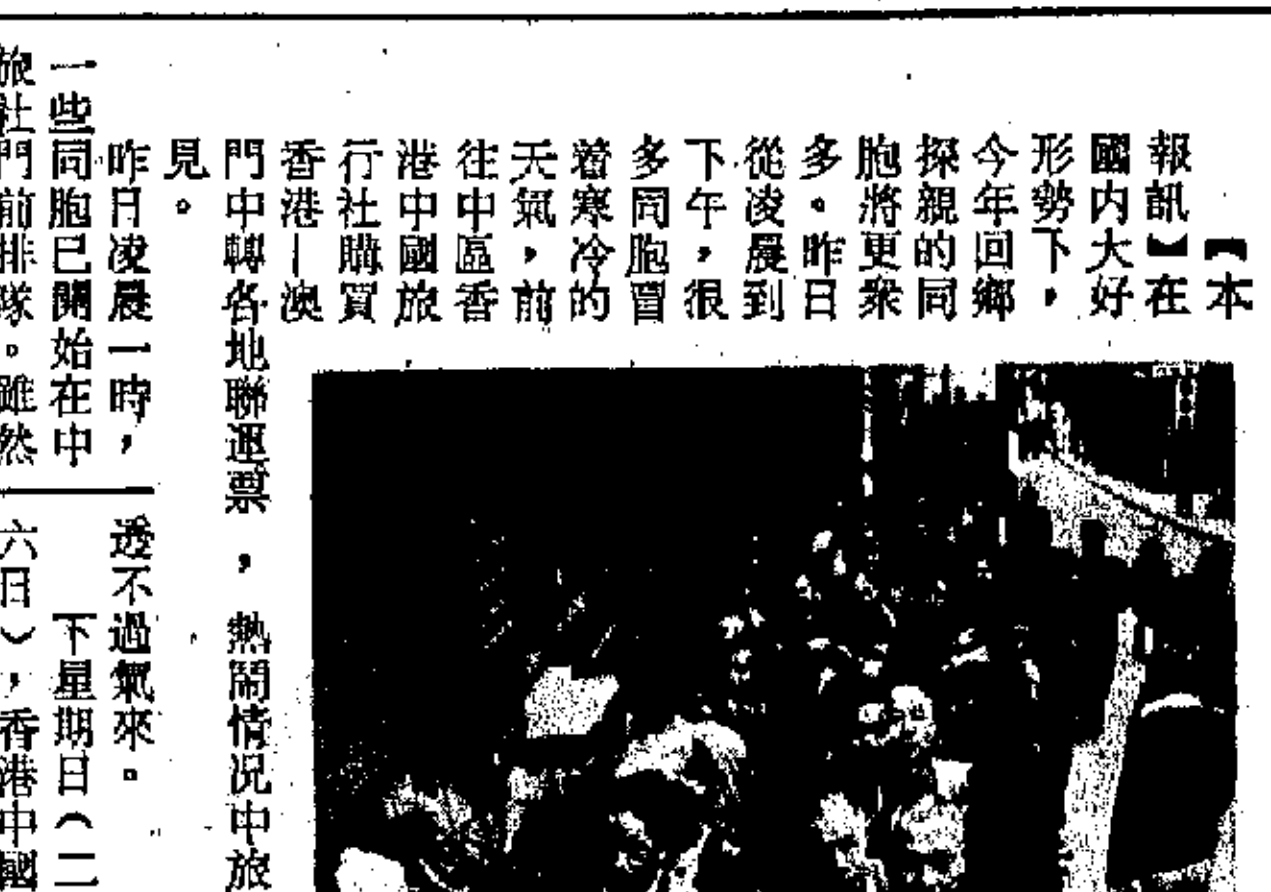 【本
報訊】在
國内大好
形勢下，
今年回鄉
探親的同
胞將更衆
多。昨日
從凌晨到
下午，很
多同胞冒
着寒冷的
天氣，前
往中區香
港中國旅
行社購買
香港—澳
門中轉各地聯運票，熱鬧情况中旅
見。
昨日凌晨一時，
一些同胞已開始在中
旅社門前排隊。雖然
透不過氣來。
下星期日（二
六日），香港中國